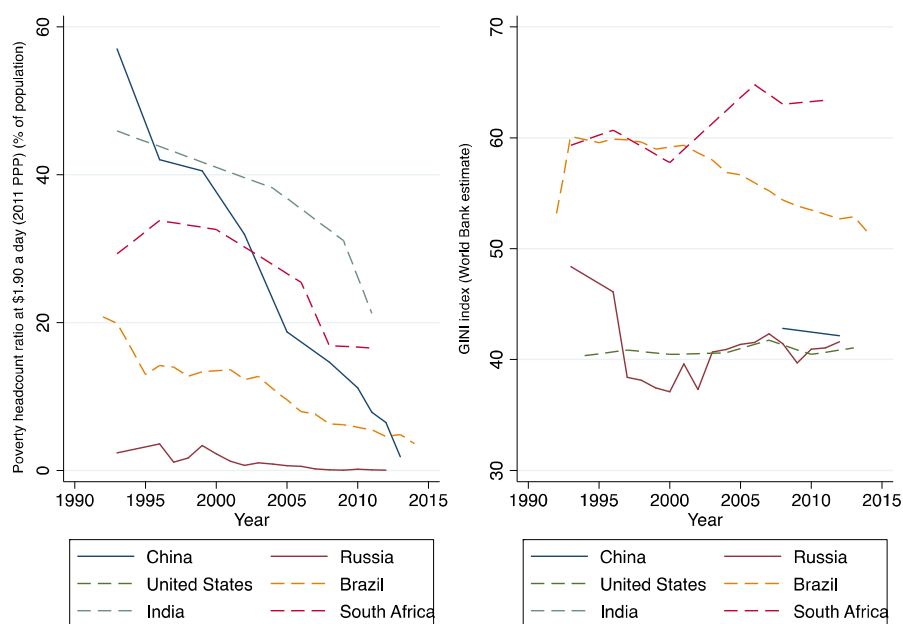 Poverty headcount ratio at $1.90 a day (2011 PPP) (% of population)
60
40
20
0
1990 1995 2000 2005 2010 2015
Year
China Russia
United States Brazil
India South Africa
GINI index (World Bank estimate)
70
60
50
40
30
1990 1995 2000 2005 2010 2015
Year
China Russia
United States Brazil
India South Africa